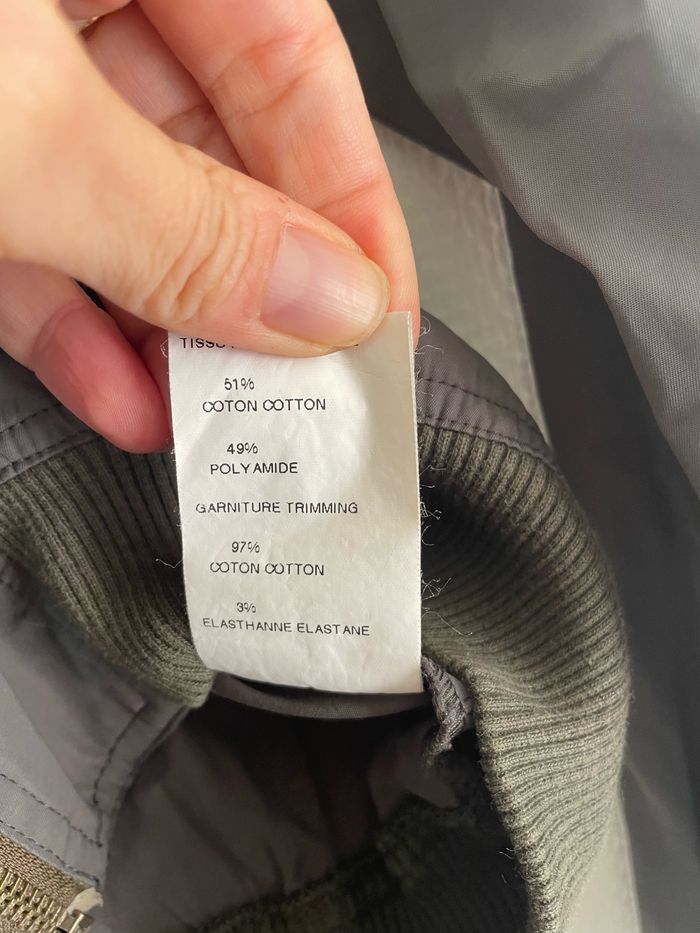 51%
COTON COTTON
49%
POLYAMIDE
GARNITURE TRIMMING
97%
COTON COTTON
3%
ELASTHANNE ELASTANE